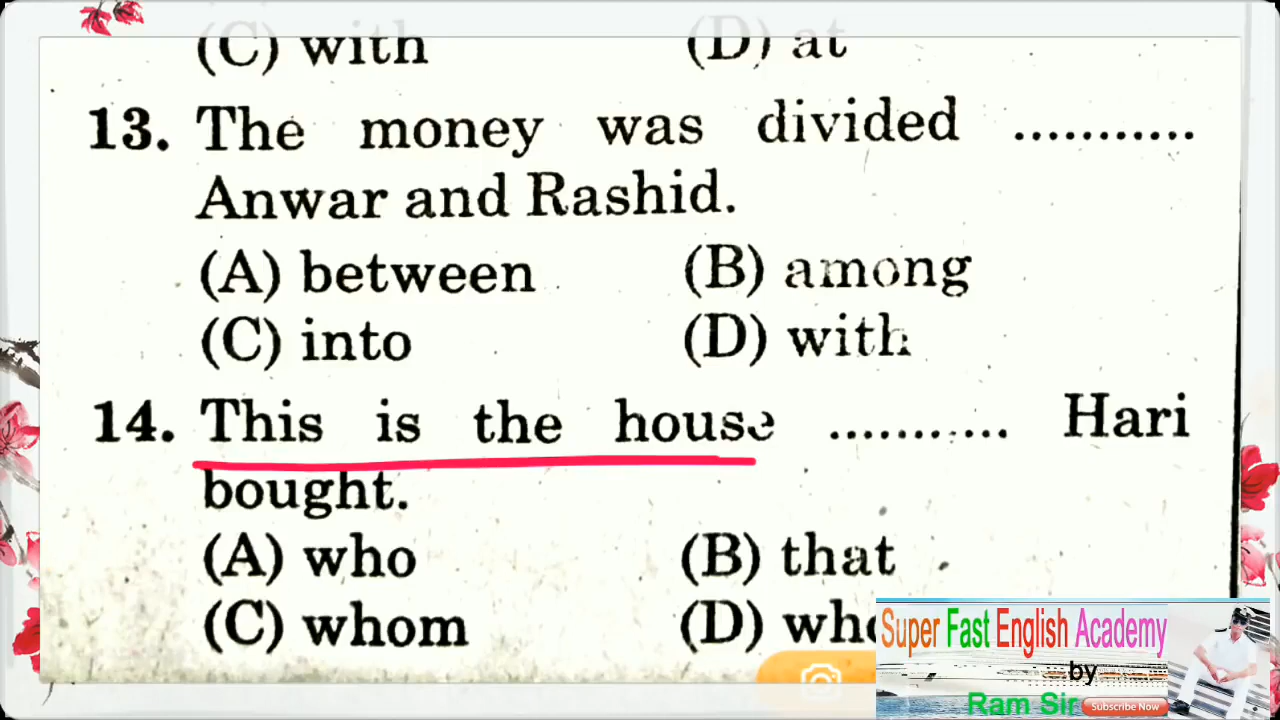 (C) with (D) at
13. The money was divided ...........
Anwar and Rashid.
(A) between (B) among
(C) into (D) with
14. This is the house ........... Hari
bought.
(A) who (B) that
(C) whom (D)
Super Fast English Academy
by
Ram Sir
Subscribe Now